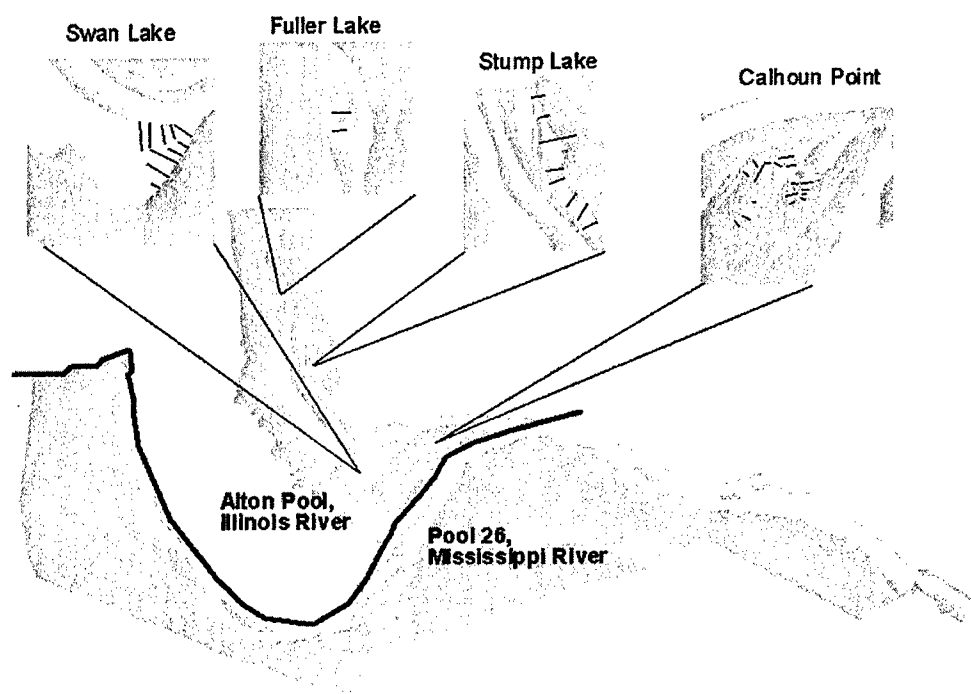 Swan Lake
Fuller Lake
Stump Lake
Calhoun Point
Alton Pool,
Illinois River
Pool 26,
Mississippi River